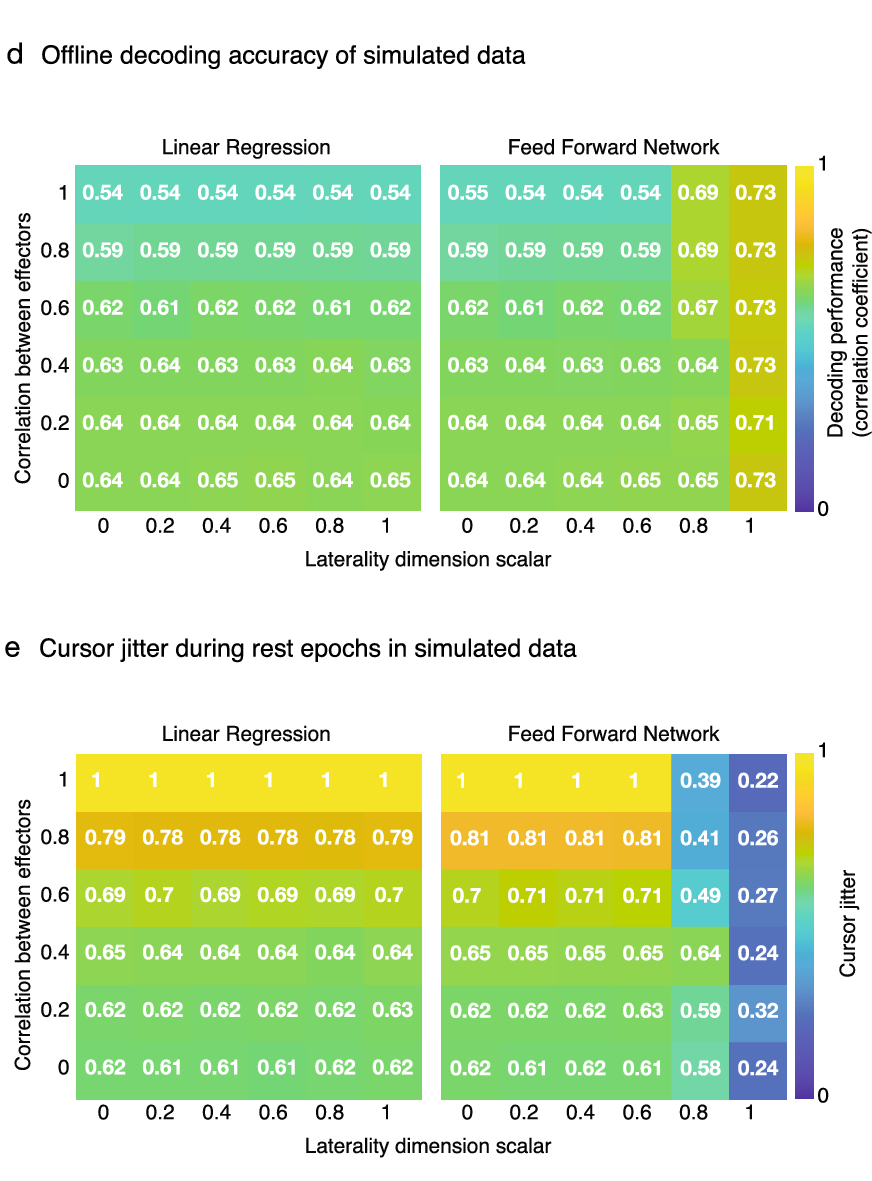 d Offline decoding accuracy of simulated data
Linear Regression Feed Forward Network
1 0.54 0.54 0.54 0.54 0.54 0.54 0.55 0.54 0.54 0.54 0.69 0.73 1
0.8 0.59 0.59 0.59 0.59 0.59 0.59 0.59 0.59 0.59 0.59 0.69 0.73
0.6 0.62 0.61 0.62 0.62 0.61 0.62 0.62 0.61 0.62 0.62 0.67 0.73
0.4 0.63 0.64 0.63 0.63 0.64 0.63 0.63 0.64 0.63 0.63 0.64 0.73
0.2 0.64 0.64 0.64 0.64 0.64 0.64 0.64 0.64 0.64 0.64 0.65 0.71
0 0.64 0.64 0.65 0.65 0.64 0.65 0.64 0.64 0.64 0.65 0.65 0.73 0
0 0.2 0.4 0.6 0.8 1 0 0.2 0.4 0.6 0.8 1
Laterality dimension scalar
Correlation between effectors
Decoding performance
(correlation coefficient)
e Cursor jitter during rest epochs in simulated data
Linear Regression Feed Forward Network
1 1 1 1 1 1 1 1 1 1 1 0.39 0.22 1
0.8 0.79 0.78 0.78 0.78 0.78 0.79 0.81 0.81 0.81 0.81 0.41 0.26
0.6 0.69 0.7 0.69 0.69 0.69 0.7 0.7 0.71 0.71 0.71 0.49 0.27
0.4 0.65 0.64 0.64 0.64 0.64 0.64 0.65 0.65 0.65 0.65 0.64 0.24
0.2 0.62 0.62 0.62 0.62 0.62 0.63 0.62 0.62 0.62 0.63 0.59 0.32
0 0.62 0.61 0.61 0.61 0.62 0.62 0.62 0.61 0.62 0.61 0.58 0.24 0
0 0.2 0.4 0.6 0.8 1 0 0.2 0.4 0.6 0.8 1
Laterality dimension scalar
Correlation between effectors
Cursor jitter